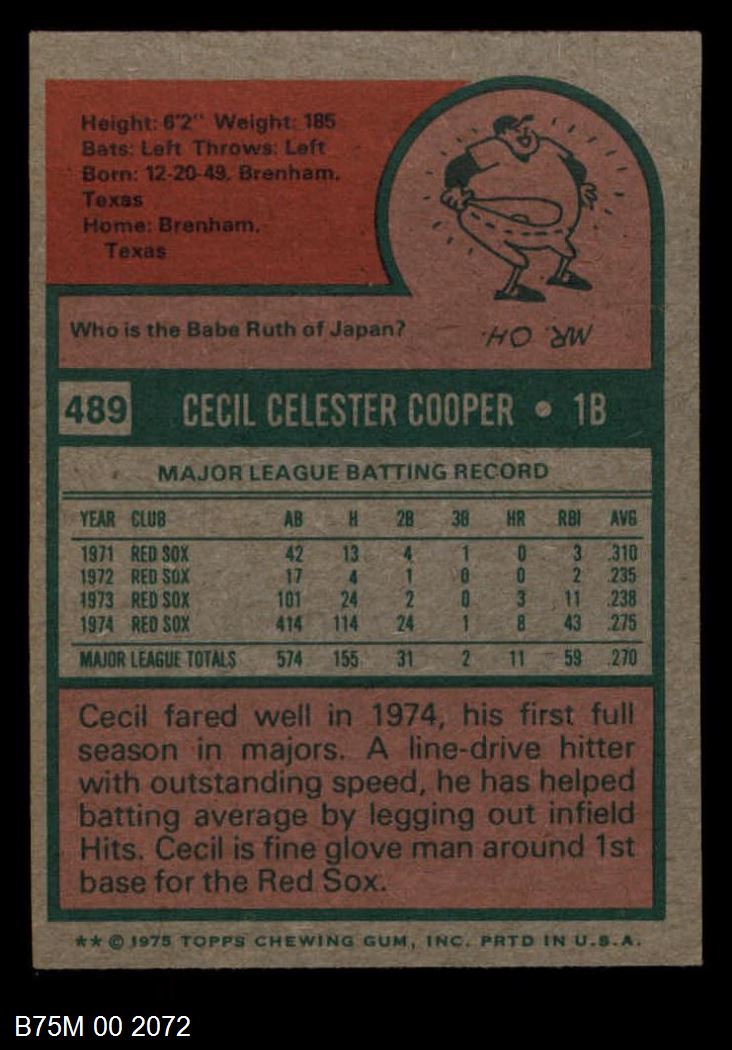 Height: 6'2" Weight: 185
Bats: Left Throws: Left
Born: 12-20-49, Brenham,
Texas
Home: Brenham,
Texas
Who is the Babe Ruth of Japan?
MR. OH.
489 CECIL CELESTER COOPER • 1B
MAJOR LEAGUE BATTING RECORD
YEAR CLUB AB H 2B 3B HR RBI AVG
1971 RED SOX 42 13 4 1 0 3 .310
1972 RED SOX 17 4 1 0 0 2 .235
1973 RED SOX 101 24 2 0 3 11 .238
1974 RED SOX 414 114 24 1 8 43 .275
MAJOR LEAGUE TOTALS 574 155 31 2 11 59 .270
Cecil fared well in 1974, his first full
season in majors. A line-drive hitter
with outstanding speed, he has helped
batting average by legging out infield
Hits. Cecil is fine glove man around 1st
base for the Red Sox.
** © 1975 TOPPS CHEWING GUM, INC. PRTD IN U.S.A.
B75M 00 2072